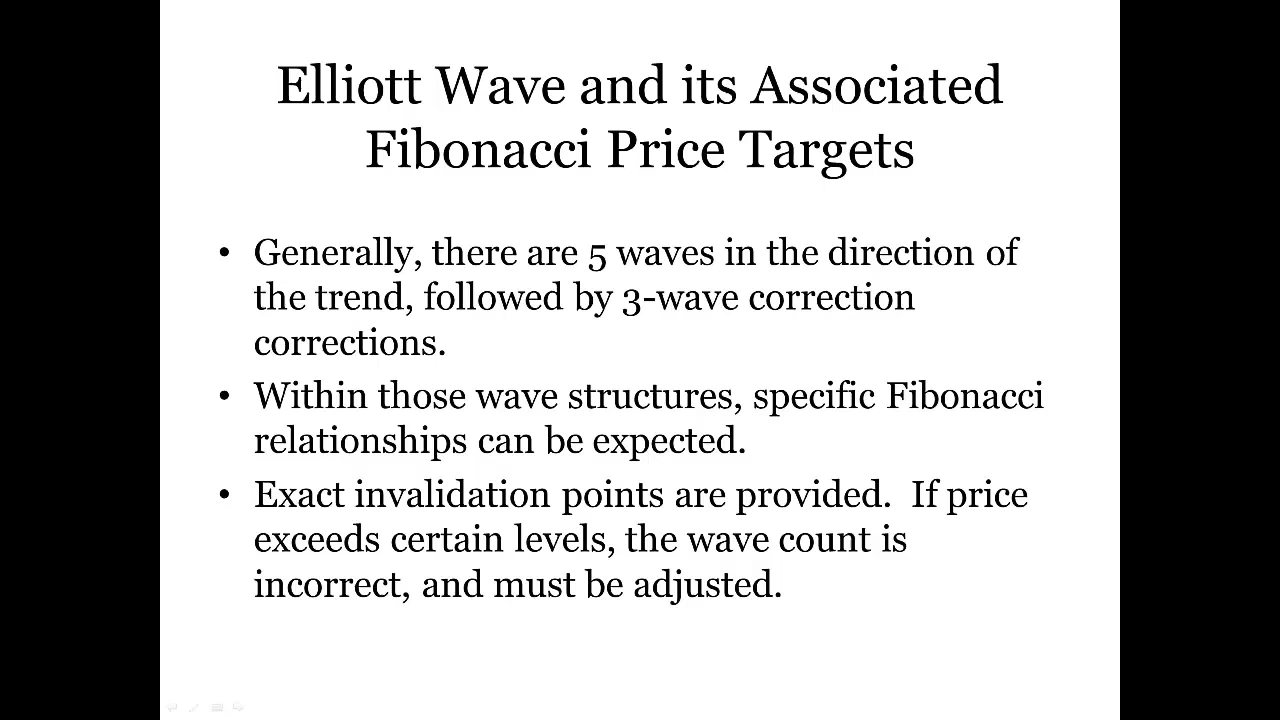 Elliott Wave and its Associated
Fibonacci Price Targets
• Generally, there are 5 waves in the direction of
the trend, followed by 3-wave correction
corrections.
• Within those wave structures, specific Fibonacci
relationships can be expected.
• Exact invalidation points are provided.  If price
exceeds certain levels, the wave count is
incorrect, and must be adjusted.